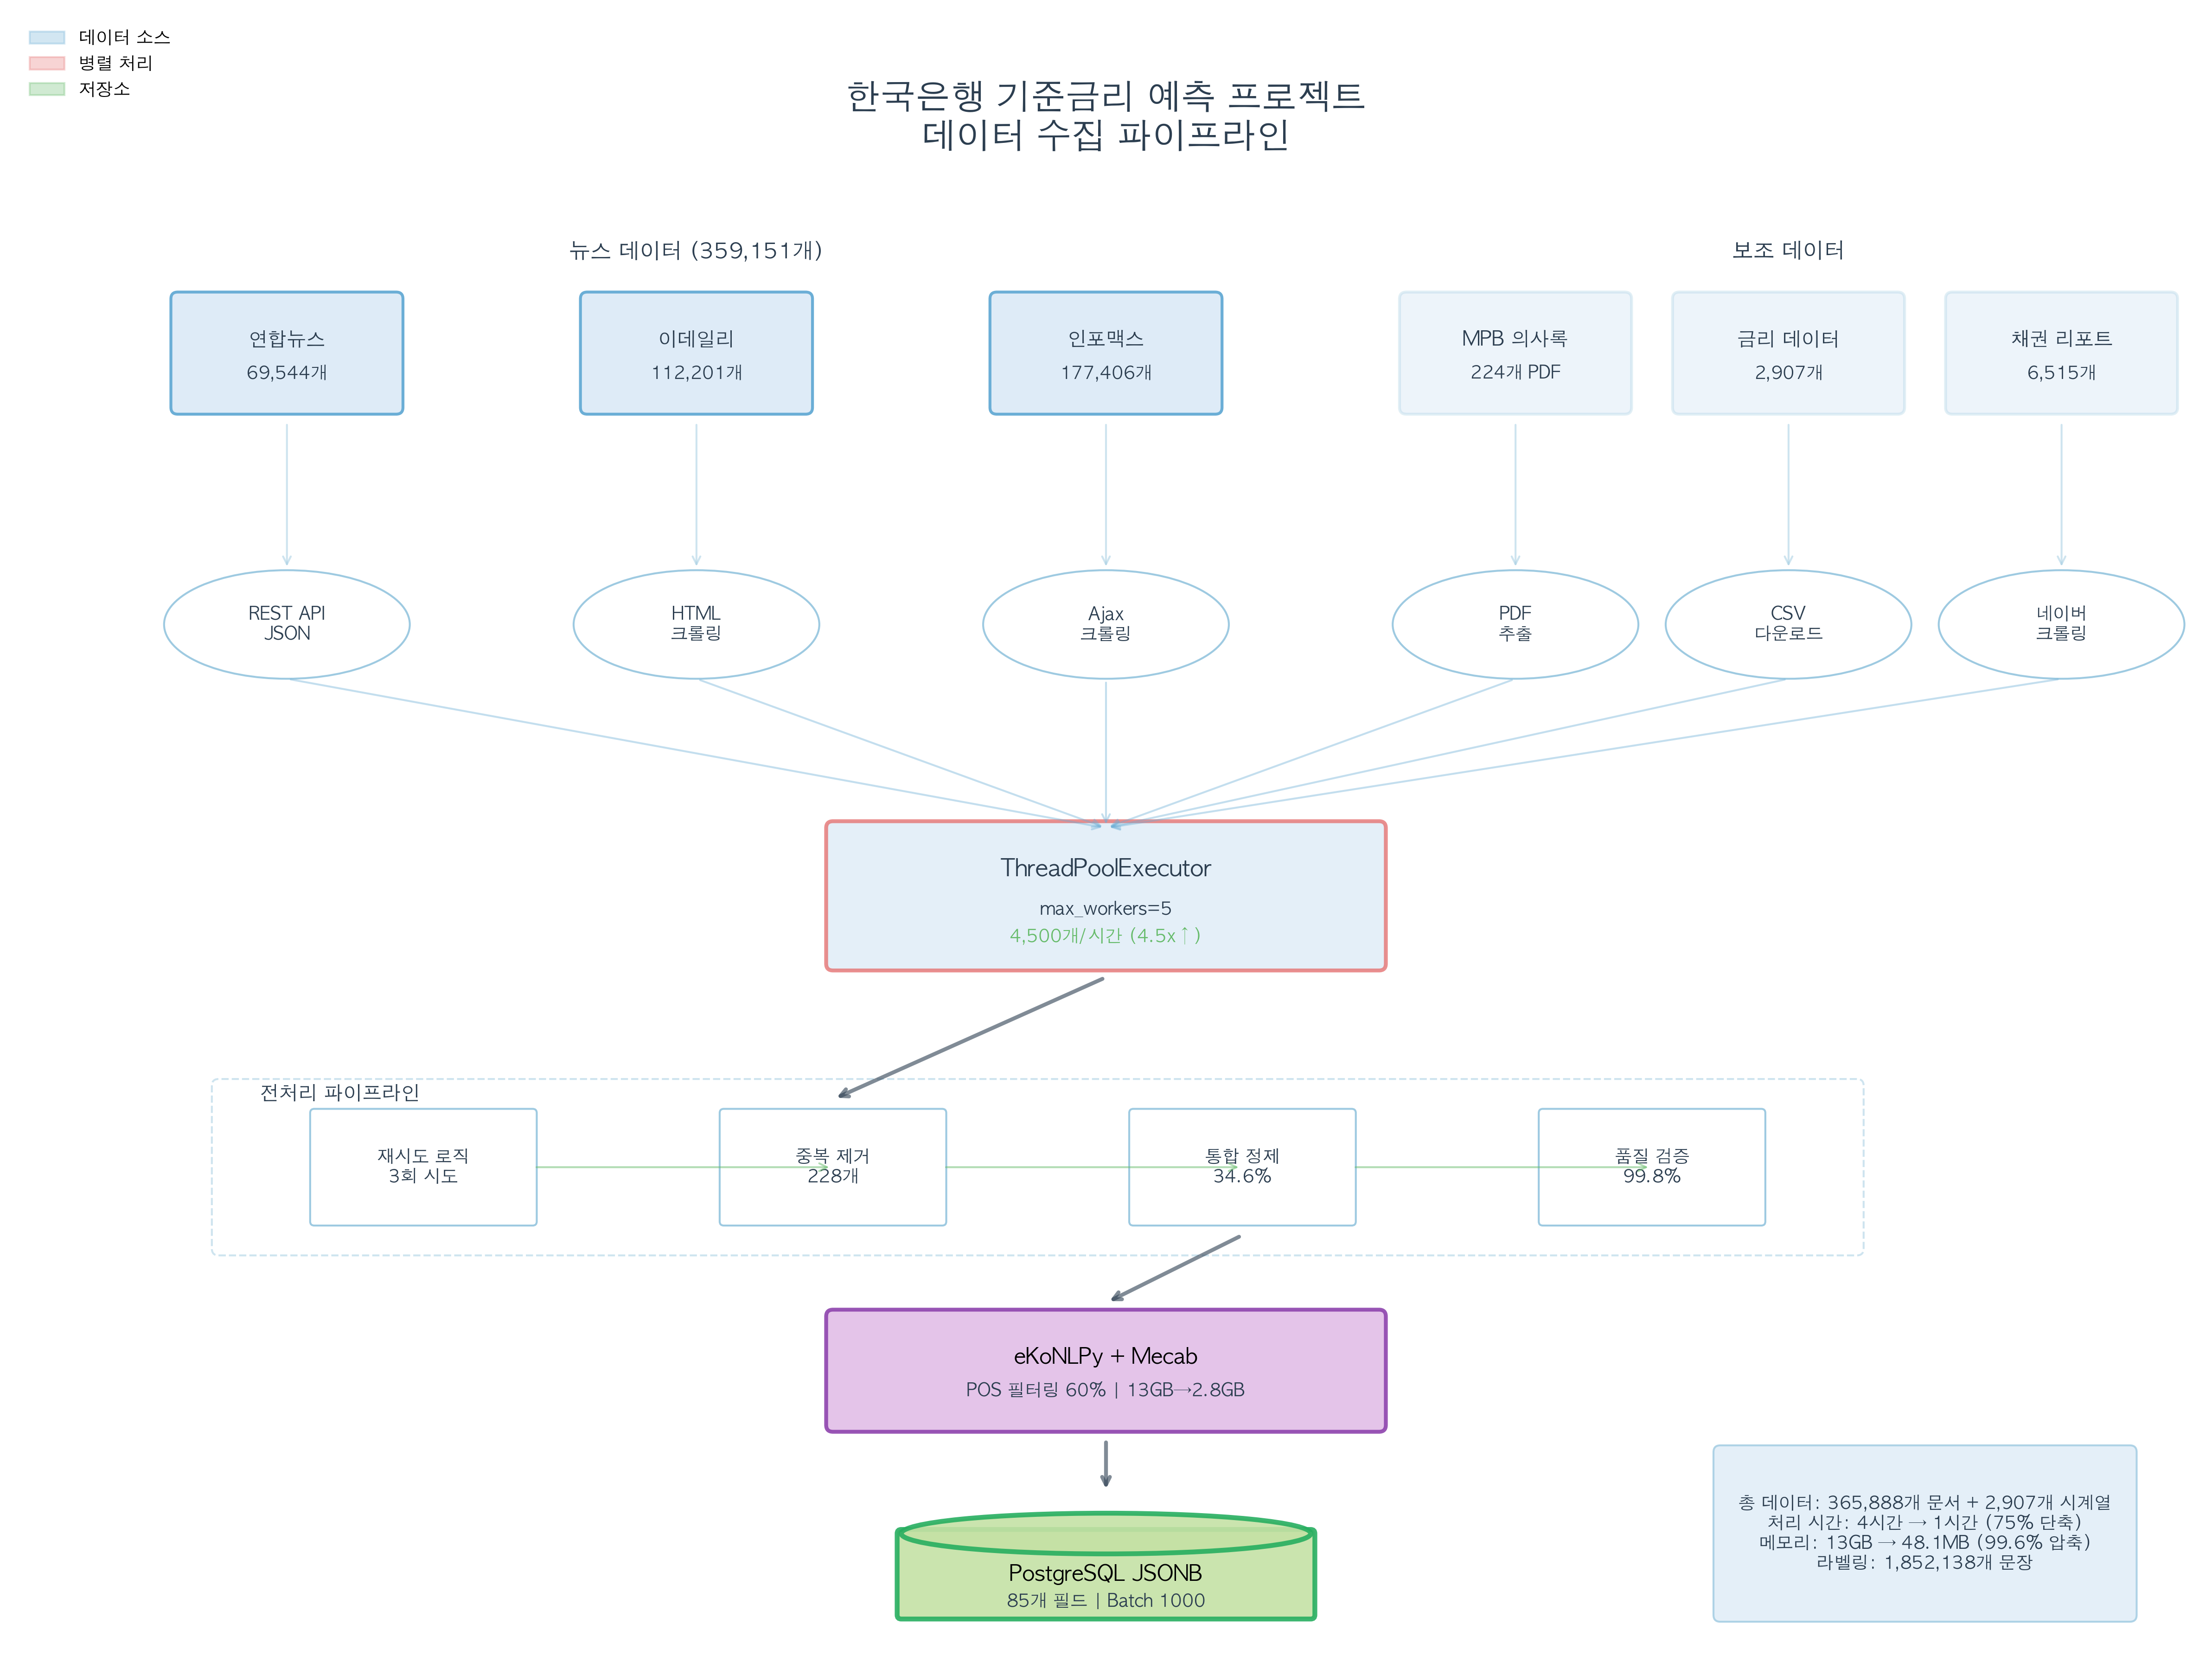 데이터 소스
병렬 처리
저장소
한국은행 기준금리 예측 프로젝트
데이터 수집 파이프라인
뉴스 데이터 (359,151개)
보조 데이터
연합뉴스
69,544개
이데일리
112,201개
인포맥스
177,406개
MPB 의사록
224개 PDF
금리 데이터
2,907개
채권 리포트
6,515개
REST API
JSON
HTML
크롤링
Ajax
크롤링
PDF
추출
CSV
다운로드
네이버
크롤링
ThreadPoolExecutor
max_workers=5
4,500개/시간 (4.5x↑)
전처리 파이프라인
재시도 로직
3회 시도
중복 제거
228개
통합 정제
34.6%
품질 검증
99.8%
eKoNLPy + Mecab
POS 필터링 60% | 13GB→2.8GB
PostgreSQL JSONB
85개 필드 | Batch 1000
총 데이터: 365,888개 문서 + 2,907개 시계열
처리 시간: 4시간 → 1시간 (75% 단축)
메모리: 13GB → 48.1MB (99.6% 압축)
라벨링: 1,852,138개 문장